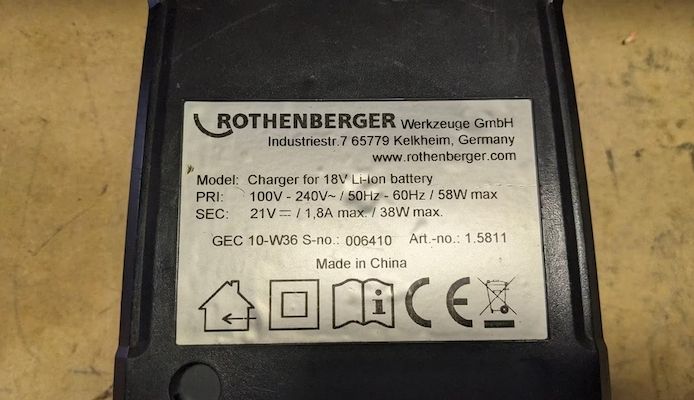 ROTHENBERGER Werkzeuge GmbH
Industriestr.7 65779 Kelkheim, Germany
www.rothenberger.com
Model: Charger for 18V Li-Ion battery
PRI: 100V - 240V~ / 50Hz - 60Hz / 58W max
SEC: 21V⎓ / 1,8A max. / 38W max.
GEC 10-W36 S-no.: 006410 Art.-no.: 1.5811
Made in China
CE